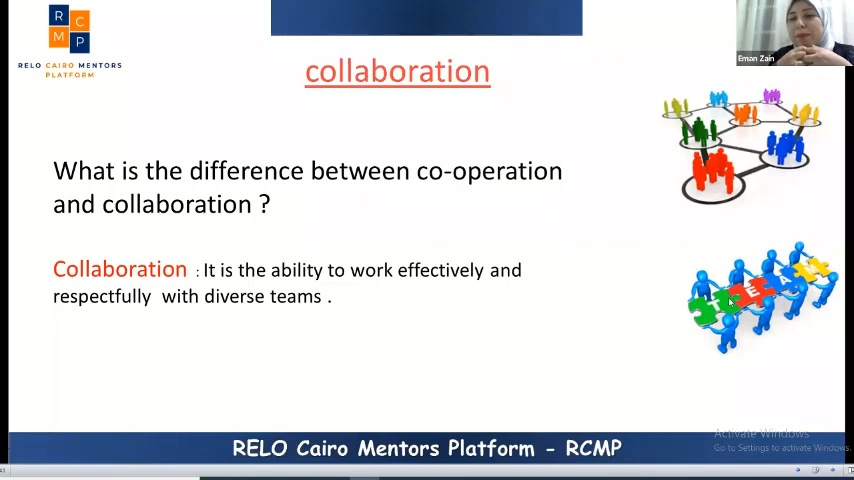 R
C
M
P
RELO CAIRO MENTORS
PLATFORM
Eman Zain
collaboration
What is the difference between co-operation
and collaboration ?
Collaboration : It is the ability to work effectively and
respectfully with diverse teams .
T
E
Activate Windows
Go to Settings to activate Windows.
RELO Cairo Mentors Platform - RCMP